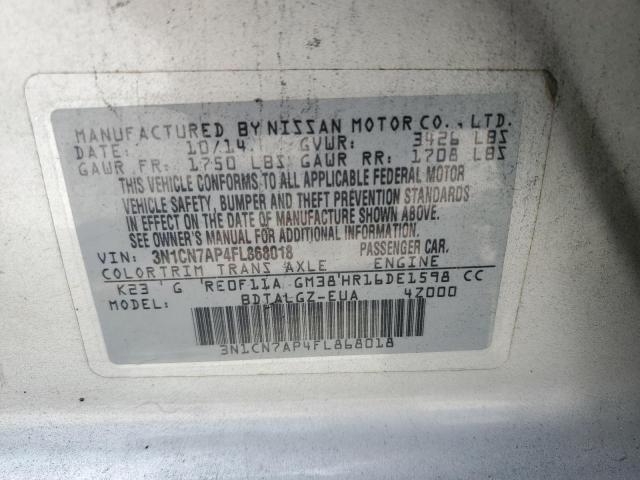 MANUFACTURED BY NISSAN MOTOR CO., LTD.
DATE: 10/14 GVWR: 3426 LBS
GAWR FR: 1750 LBS GAWR RR: 1708 LBS
THIS VEHICLE CONFORMS TO ALL APPLICABLE FEDERAL MOTOR
VEHICLE SAFETY, BUMPER AND THEFT PREVENTION STANDARDS
IN EFFECT ON THE DATE OF MANUFACTURE SHOWN ABOVE.
SEE OWNER'S MANUAL FOR ADDITIONAL INFORMATION.
VIN: 3N1CN7AP4FL868018 PASSENGER CAR.
COLOR TRIM TRANS AXLE ENGINE
K23 G RE0F11A GM38 HR16DE1598 CC
BDTALGZ-EUA 4Z000
3N1CN7AP4FL868018